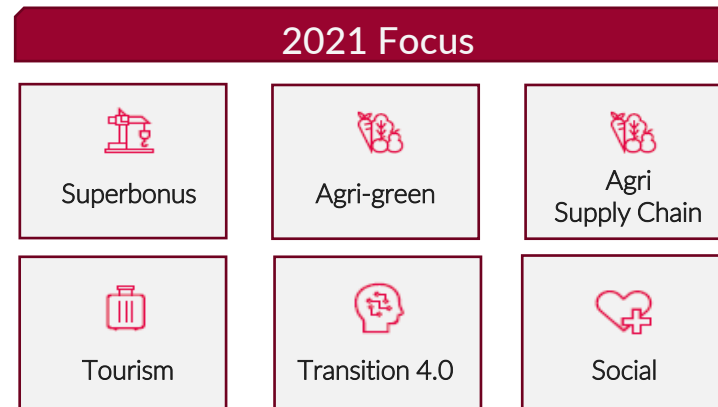 2021 Focus
Superbonus
Agri-green
Agri
Supply Chain
Tourism
Transition 4.0
Social